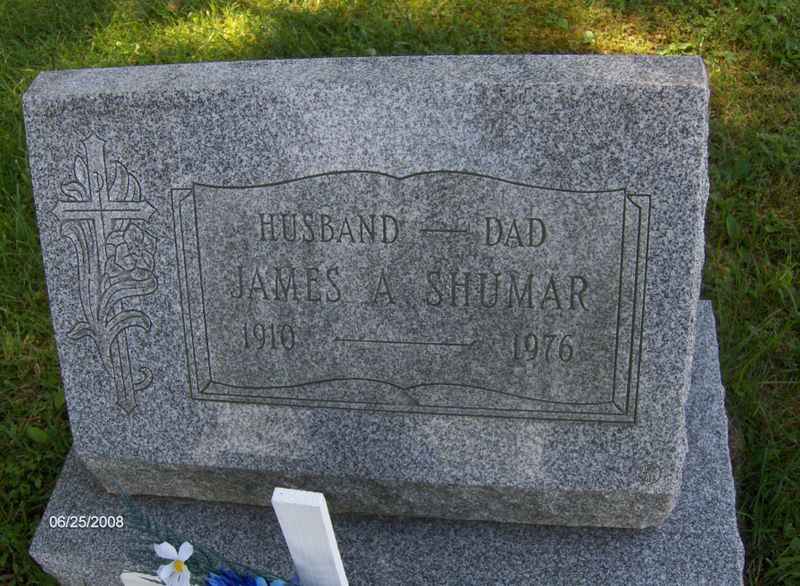 HUSBAND — DAD
JAMES A SHUMAR
1910 — 1976
06/25/2008